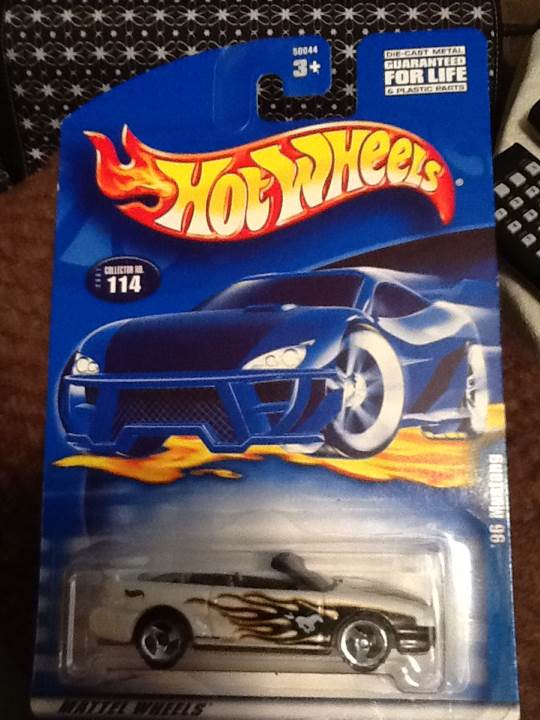 50044
3+
DIE-CAST METAL
GUARANTEED
FOR LIFE
& PLASTIC PARTS
HOT WHEELS
2001
COLLECTOR NO.
114
'96 Mustang
MATTEL WHEELS